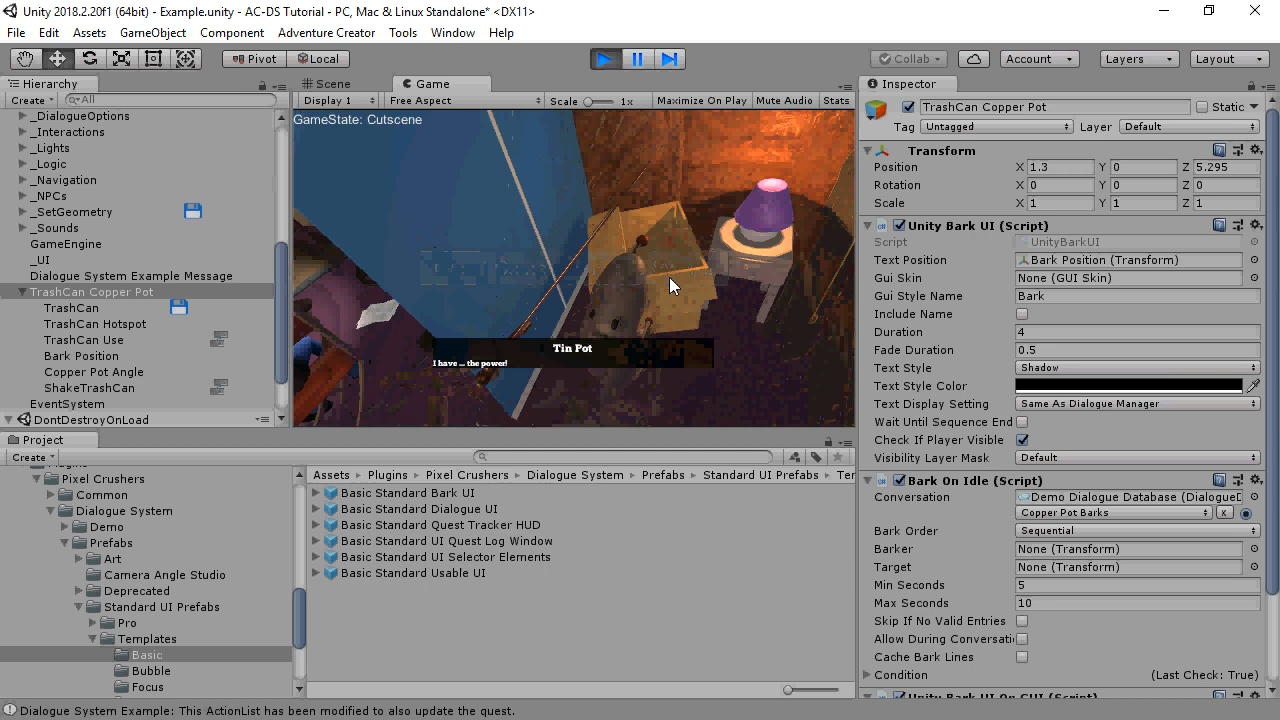 Unity 2018.2.20f1 (64bit) - Example.unity - AC-DS Tutorial - PC, Mac & Linux Standalone* <DX11>
File Edit Assets GameObject Component Adventure Creator Tools Window Help
Pivot Local Collab Account Layers Layout
Hierarchy
Create All
_DialogueOptions
_Interactions
_Lights
_Logic
_Navigation
_NPCs
_SetGeometry
_Sounds
GameEngine
_UI
Dialogue System Example Message
TrashCan Copper Pot
TrashCan
TrashCan Hotspot
TrashCan Use
Bark Position
Copper Pot Angle
ShakeTrashCan
EventSystem
DontDestroyOnLoad
Scene Game
Display 1 Free Aspect Scale 1x Maximize On Play Mute Audio Stats
GameState: Cutscene
Tin Pot
I have ... the power!
Project
Create
Pixel Crushers
Common
Dialogue System
Demo
Prefabs
Art
Camera Angle Studio
Deprecated
Standard UI Prefabs
Pro
Templates
Basic
Bubble
Focus
Assets Plugins Pixel Crushers Dialogue System Prefabs Standard UI Prefabs Ter
Basic Standard Bark UI
Basic Standard Dialogue UI
Basic Standard Quest Tracker HUD
Basic Standard UI Quest Log Window
Basic Standard UI Selector Elements
Basic Standard Usable UI
Inspector
TrashCan Copper Pot Static
Tag Untagged Layer Default
Transform
Position X 1.3 Y 0 Z 5.295
Rotation X 0 Y 0 Z 0
Scale X 1 Y 1 Z 1
Unity Bark UI (Script)
Script UnityBarkUI
Text Position Bark Position (Transform)
Gui Skin None (GUI Skin)
Gui Style Name Bark
Include Name
Duration 4
Fade Duration 0.5
Text Style Shadow
Text Style Color
Text Display Setting Same As Dialogue Manager
Wait Until Sequence End
Check If Player Visible
Visibility Layer Mask Default
Bark On Idle (Script)
Conversation Demo Dialogue Database (DialogueD
Copper Pot Barks x
Bark Order Sequential
Barker None (Transform)
Target None (Transform)
Min Seconds 5
Max Seconds 10
Skip If No Valid Entries
Allow During Conversati
Cache Bark Lines
Condition (Last Check: True)
Unity Bark UI On GUI (Script)
Dialogue System Example: This ActionList has been modified to also update the quest.